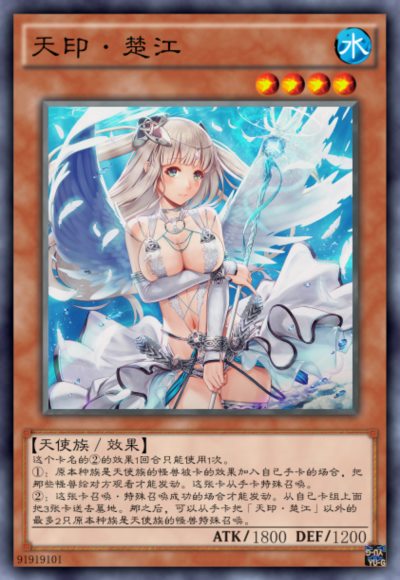 天印·楚江
水
【天使族／效果】
这个卡名的②的效果1回合只能使用1次。
①：原本种族是天使族的怪兽被卡的效果加入自己手卡的场合，把
那些怪兽给对方观看才能发动。这张卡从手卡特殊召唤。
②：这张卡召唤·特殊召唤成功的场合才能发动。从自己卡组上面
把3张卡送去墓地。那之后，可以从手卡把「天印·楚江」以外的
最多2只原本种族是天使族的怪兽特殊召唤。
ATK/1800 DEF/1200
91919101
YU-G